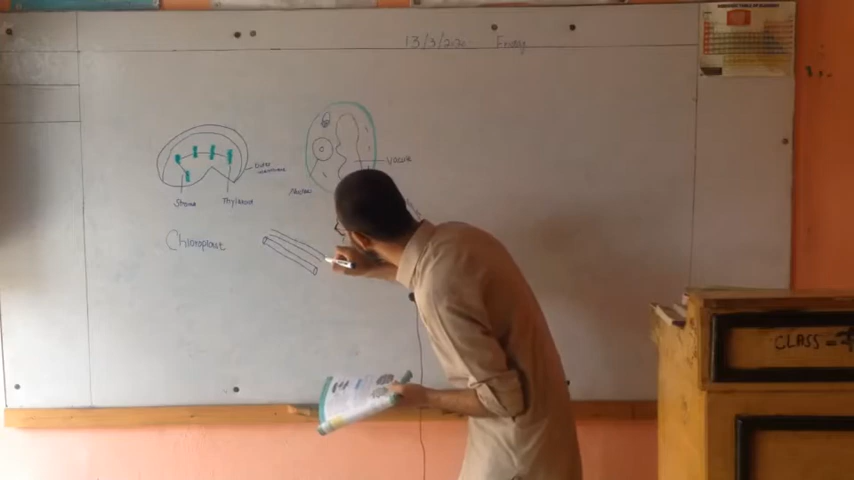 13/3/2020 Friday
Vacuole
Outer
membrane
Nucleus
Stroma
Thylakoid
Chloroplast
CLASS =